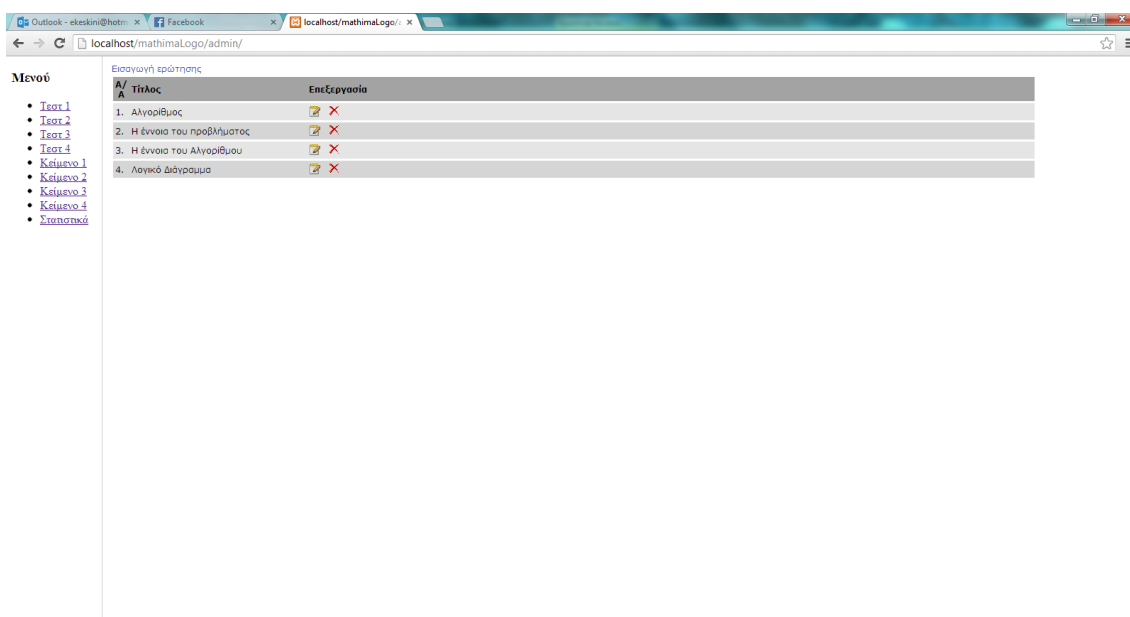 Outlook - ekeskini@hotm
Facebook
localhost/mathimaLogo/a
localhost/mathimaLogo/admin/
Μενού
Τεστ 1
Τεστ 2
Τεστ 3
Τεστ 4
Κείμενο 1
Κείμενο 2
Κείμενο 3
Κείμενο 4
Στατιστικά
Εισαγωγή ερώτησης
Α/Α Τίτλος Επεξεργασία
1. Αλγορίθμος
2. Η έννοια του προβλήματος
3. Η έννοια του Αλγορίθμου
4. Λογικό Διάγραμμα